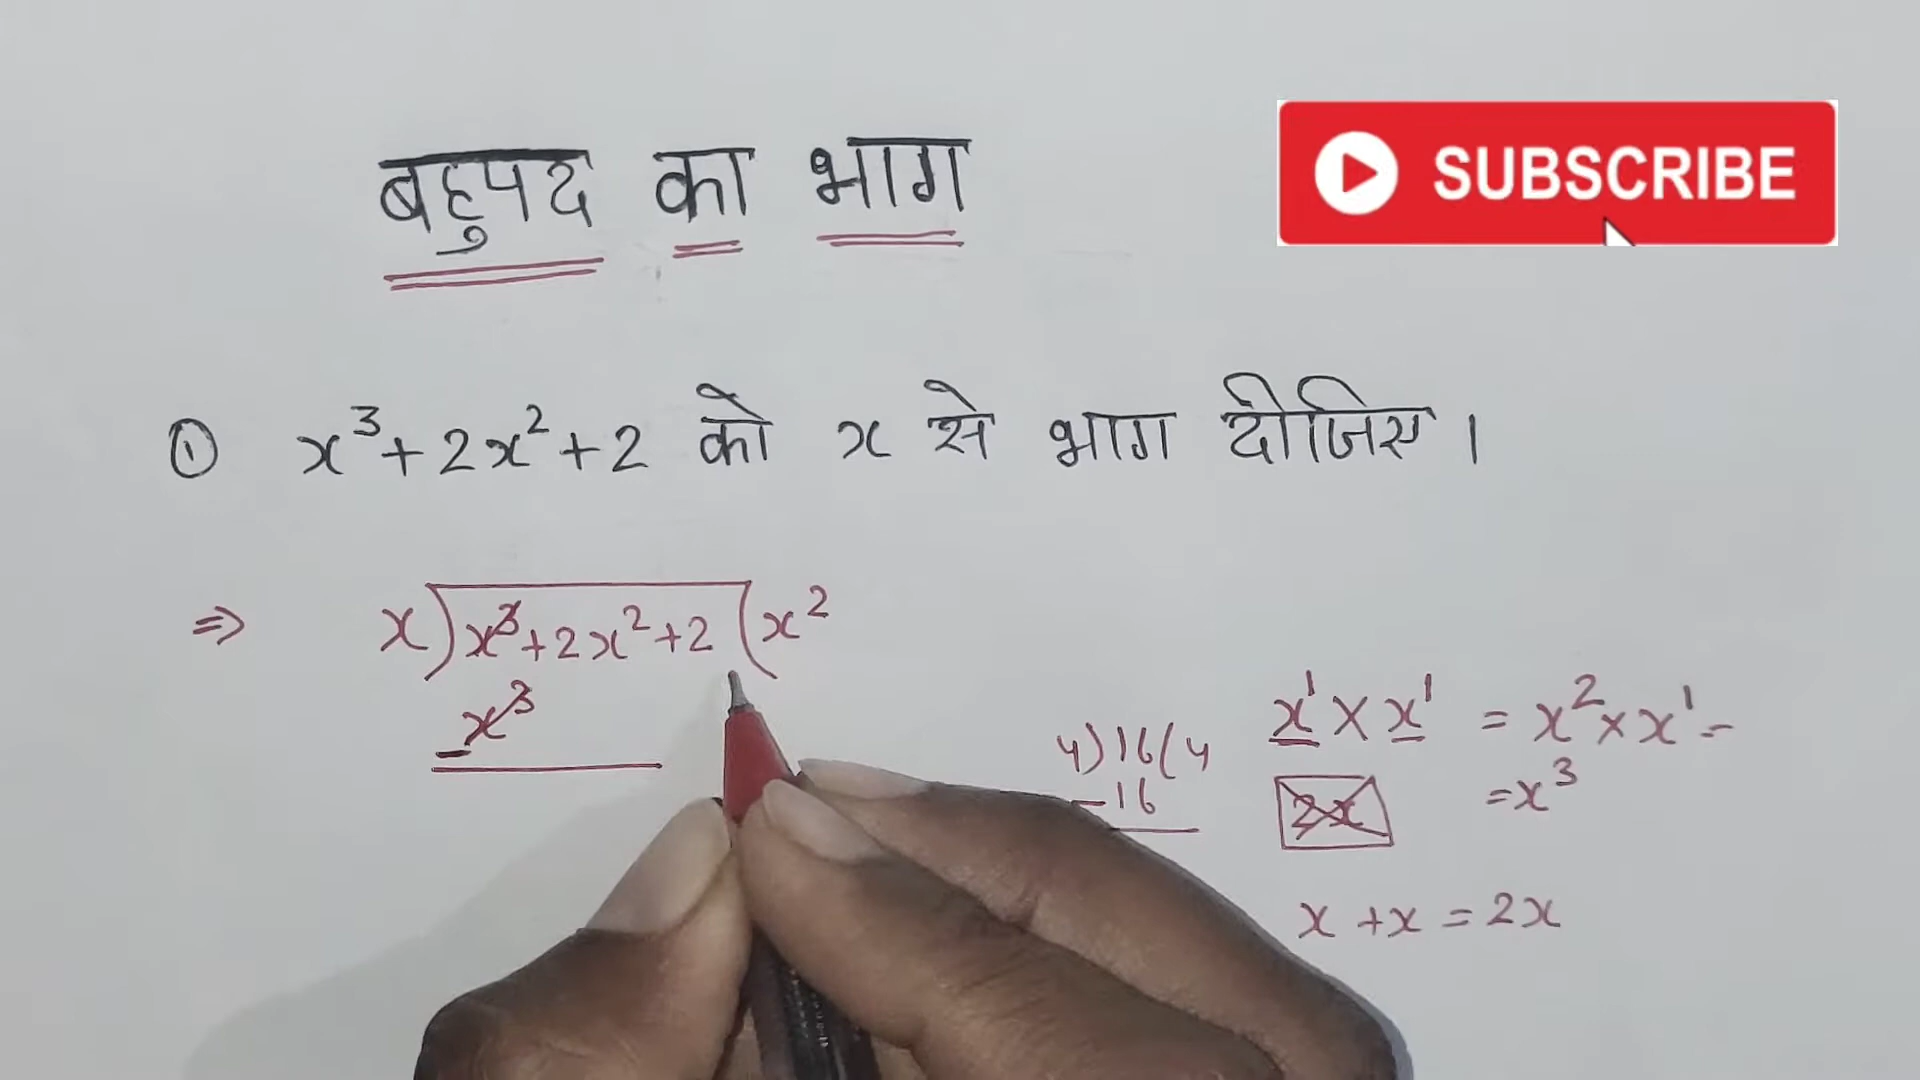 SUBSCRIBE
बहुपद का भाग
① x³+2x²+2 को x से भाग दीजिए।
⇒ x)x³+2x²+2(x²
-x³
x¹×x¹ = x²×x¹=
=x³
4)16(4
-16
2x
x+x=2x